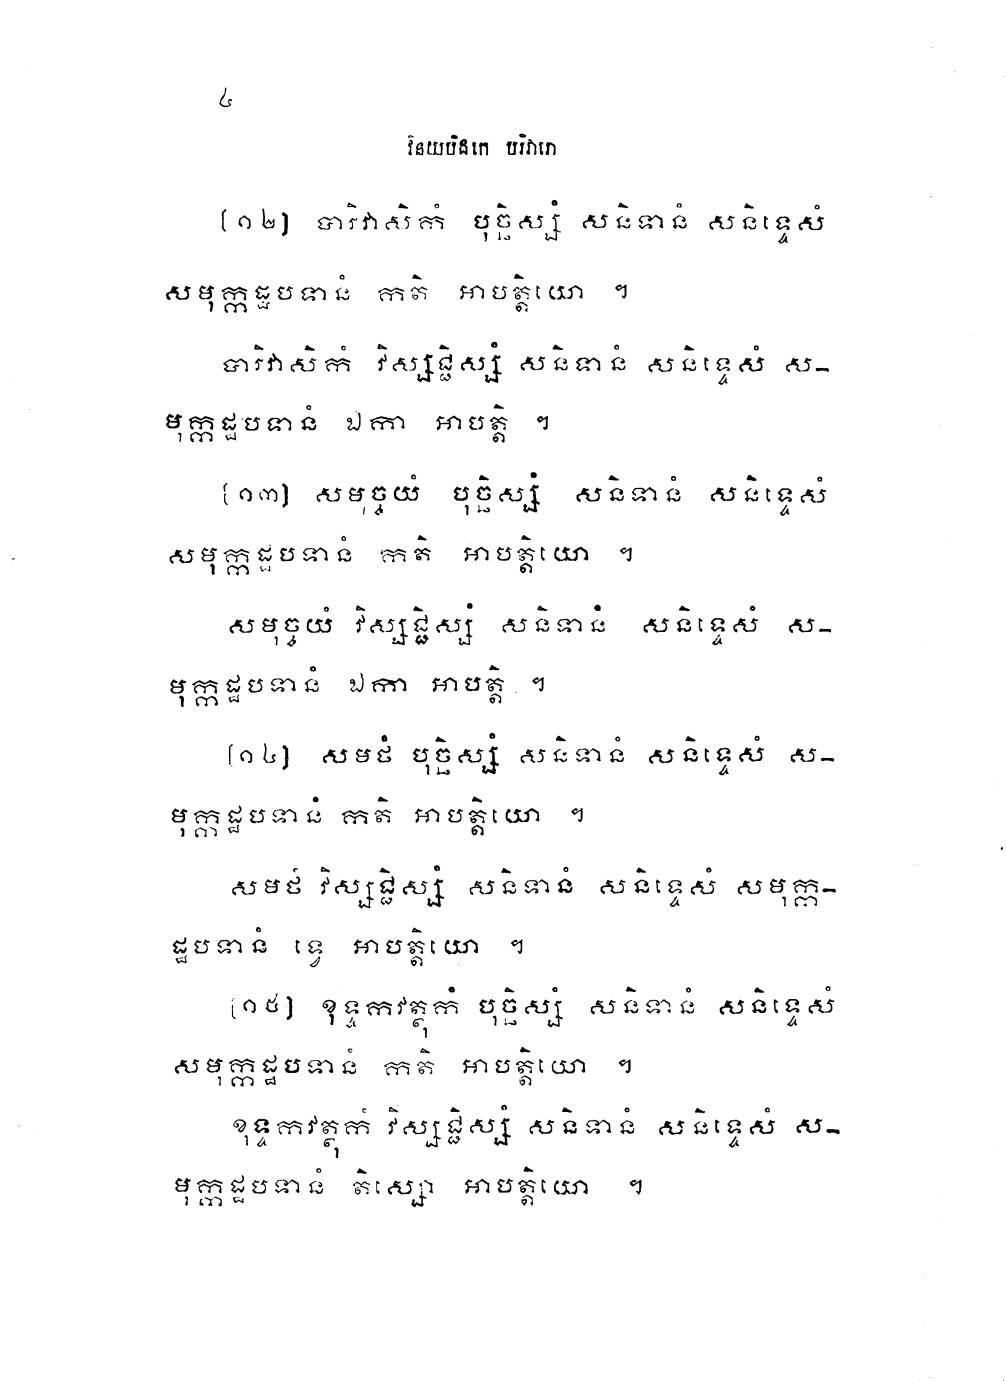 ៤
វិនយបិដកេ បរិវារោ
(១២) បារិវាសិកំ បុច្ឆិស្សំ សនិទានំ សនិទ្ទេសំ
សមុក្កដ្ឋបទានំ កតិ អាបត្តិយោ ។
បារិវាសិកំ វិស្សជ្ជិស្សំ សនិទានំ សនិទ្ទេសំ ស-
មុក្កដ្ឋបទានំ ឯកា អាបត្តិ ។
(១៣) សមុច្ចយំ បុច្ឆិស្សំ សនិទានំ សនិទ្ទេសំ
សមុក្កដ្ឋបទានំ កតិ អាបត្តិយោ ។
សមុច្ចយំ វិស្សជ្ជិស្សំ សនិទានំ សនិទ្ទេសំ ស-
មុក្កដ្ឋបទានំ ឯកា អាបត្តិ ។
(១៤) សមថំ បុច្ឆិស្សំ សនិទានំ សនិទ្ទេសំ ស-
មុក្កដ្ឋបទានំ កតិ អាបត្តិយោ ។
សមថំ វិស្សជ្ជិស្សំ សនិទានំ សនិទ្ទេសំ សមុក្ក-
ដ្ឋបទានំ ទ្វេ អាបត្តិយោ ។
(១៥) ខុទ្ទកវត្ថុកំ បុច្ឆិស្សំ សនិទានំ សនិទ្ទេសំ
សមុក្កដ្ឋបទានំ កតិ អាបត្តិយោ ។
ខុទ្ទកវត្ថុកំ វិស្សជ្ជិស្សំ សនិទានំ សនិទ្ទេសំ ស-
មុក្កដ្ឋបទានំ តិស្សោ អាបត្តិយោ ។